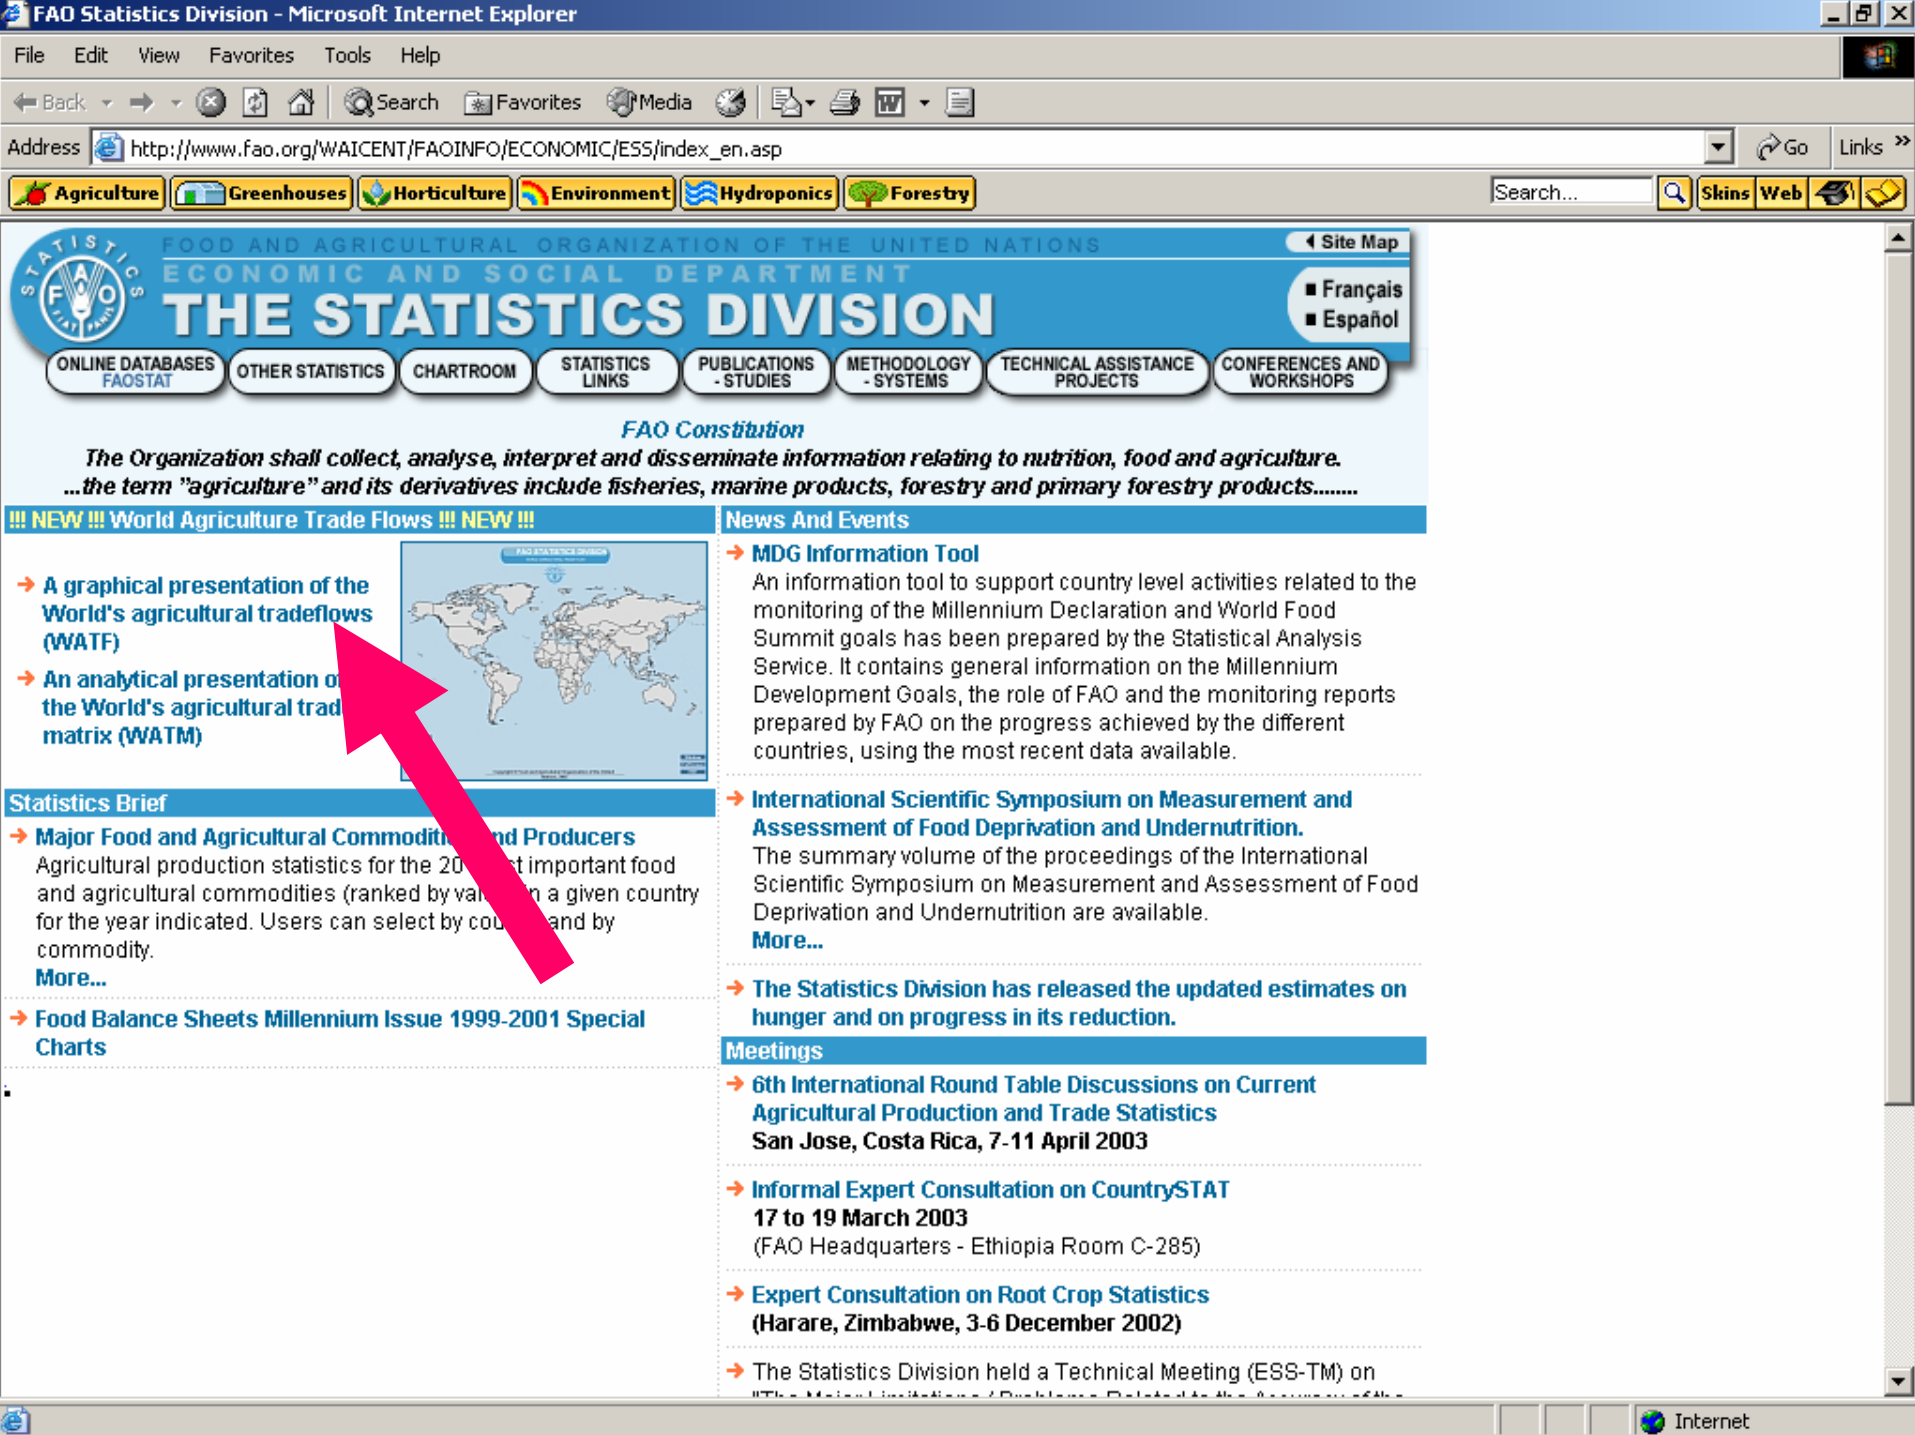 FAO Statistics Division - Microsoft Internet Explorer
File Edit View Favorites Tools Help
Back Search Favorites Media
Address http://www.fao.org/WAICENT/FAOINFO/ECONOMIC/ESS/index_en.asp Go Links »
Agriculture Greenhouses Horticulture Environment Hydroponics Forestry Search... Skins Web
STATISTICS
FAO
FIAT PANIS
FOOD AND AGRICULTURAL ORGANIZATION OF THE UNITED NATIONS
ECONOMIC AND SOCIAL DEPARTMENT
THE STATISTICS DIVISION
Site Map
Français
Español
ONLINE DATABASES
FAOSTAT
OTHER STATISTICS
CHARTROOM
STATISTICS
LINKS
PUBLICATIONS
- STUDIES
METHODOLOGY
- SYSTEMS
TECHNICAL ASSISTANCE
PROJECTS
CONFERENCES AND
WORKSHOPS
FAO Constitution
The Organization shall collect, analyse, interpret and disseminate information relating to nutrition, food and agriculture.
...the term "agriculture" and its derivatives include fisheries, marine products, forestry and primary forestry products........
!!! NEW !!! World Agriculture Trade Flows !!! NEW !!!
A graphical presentation of the
World's agricultural tradeflows
(WATF)
An analytical presentation
the World's agricultural
matrix (WATM)
FAO STATISTICS DIVISION
Statistics Brief
Major Food and Agricultural and Producers
Agricultural production statistics for the 20 important food
and agricultural commodities (ranked by in a given country
for the year indicated. Users can select by and by
commodity.
More...
Food Balance Sheets Millennium Issue 1999-2001 Special
Charts
News And Events
MDG Information Tool
An information tool to support country level activities related to the
monitoring of the Millennium Declaration and World Food
Summit goals has been prepared by the Statistical Analysis
Service. It contains general information on the Millennium
Development Goals, the role of FAO and the monitoring reports
prepared by FAO on the progress achieved by the different
countries, using the most recent data available.
International Scientific Symposium on Measurement and
Assessment of Food Deprivation and Undernutrition.
The summary volume of the proceedings of the International
Scientific Symposium on Measurement and Assessment of Food
Deprivation and Undernutrition are available.
More...
The Statistics Division has released the updated estimates on
hunger and on progress in its reduction.
Meetings
6th International Round Table Discussions on Current
Agricultural Production and Trade Statistics
San Jose, Costa Rica, 7-11 April 2003
Informal Expert Consultation on CountrySTAT
17 to 19 March 2003
(FAO Headquarters - Ethiopia Room C-285)
Expert Consultation on Root Crop Statistics
(Harare, Zimbabwe, 3-6 December 2002)
The Statistics Division held a Technical Meeting (ESS-TM) on
Internet